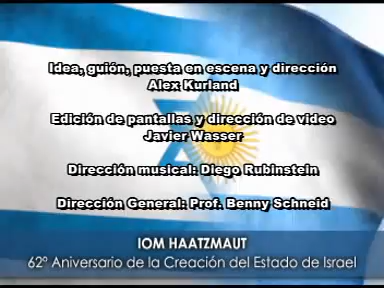 Idea, guión, puesta en escena y dirección
Alex Kurland
Edición de pantallas y dirección de video
Javier Wasser
Dirección musical: Diego Rubinstein
Dirección General: Prof. Benny Schneid
IOM HAATZMAUT
62° Aniversario de la Creación del Estado de Israel